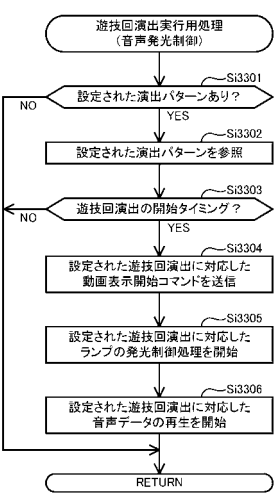 遊技回演出実行用処理
(音声発光制御)
Si3301
設定された演出パターンあり?
NO
YES
Si3302
設定された演出パターンを参照
Si3303
遊技回演出の開始タイミング?
NO
YES
Si3304
設定された遊技回演出に対応した
動画表示開始コマンドを送信
Si3305
設定された遊技回演出に対応した
ランプの発光制御処理を開始
Si3306
設定された遊技回演出に対応した
音声データの再生を開始
RETURN